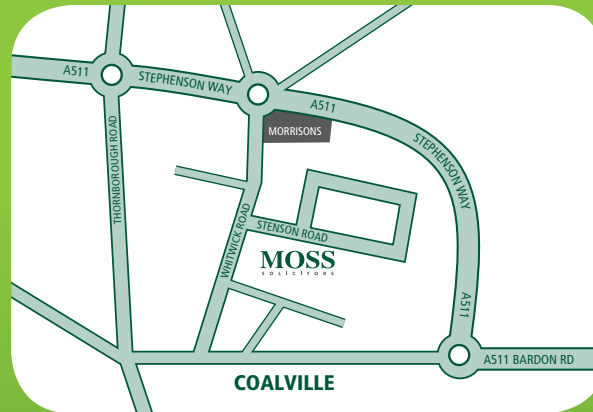 A511
STEPHENSON WAY
A511
MORRISONS
STEPHENSON WAY
THORNBOROUGH ROAD
WHITWICK ROAD
STENSON ROAD
MOSS
SOLICITORS
A511
A511 BARDON RD
COALVILLE